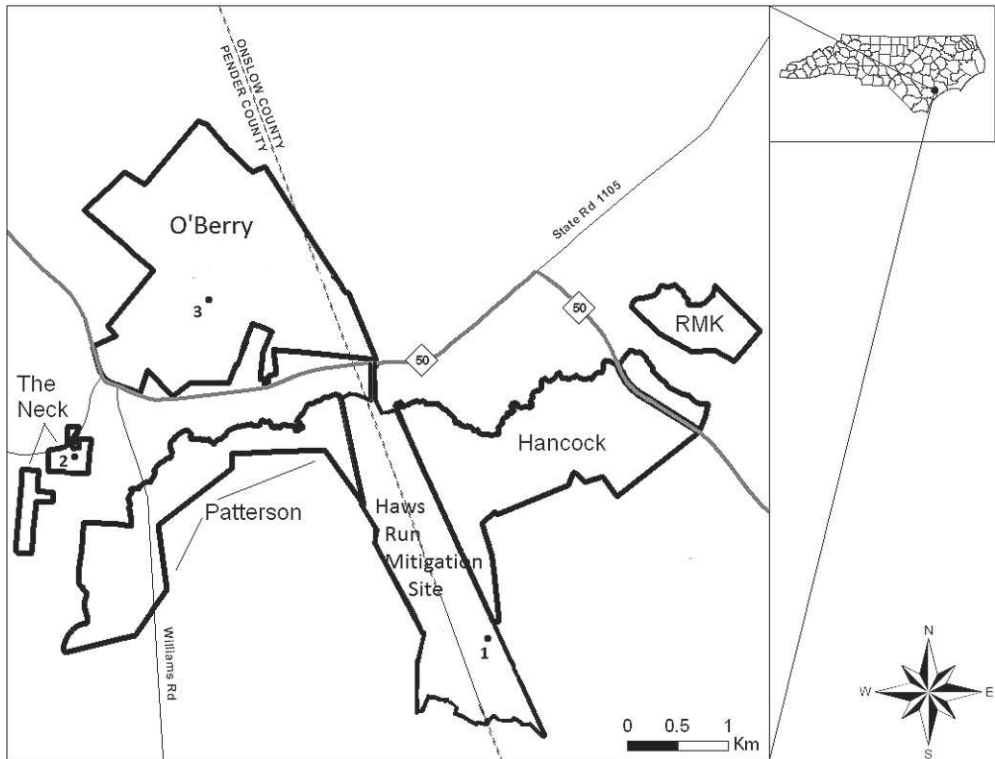 ONSLOW COUNTY
PENDER COUNTY
State Rd 1105
O'Berry
3
50
50
RMK
The
Neck
2
Hancock
Patterson
Haws
Run
Mitigation
Site
1
Williams Rd
0 0.5 1
Km
N
W E
S